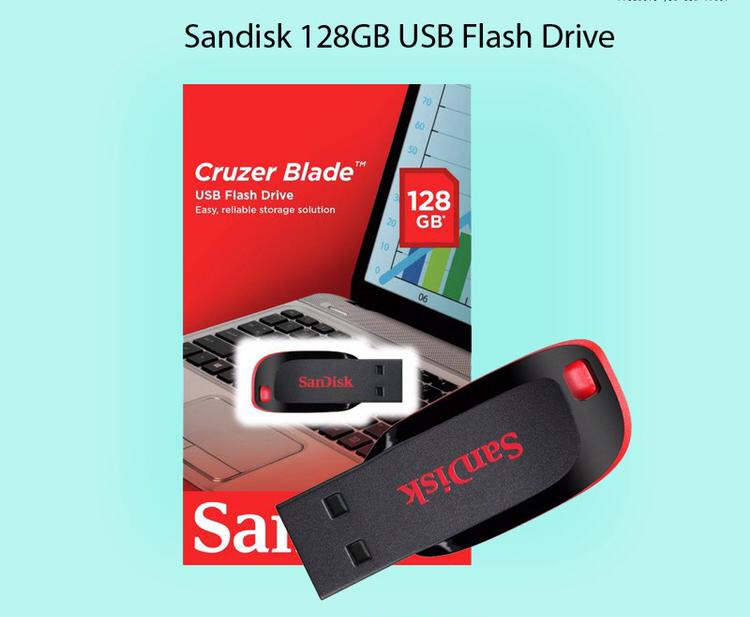 Sandisk 128GB USB Flash Drive
Cruzer Blade™
USB Flash Drive
Easy, reliable storage solution
128
GB*
70
60
50
30
20
10
0
06
SanDisk
SanDisk
San